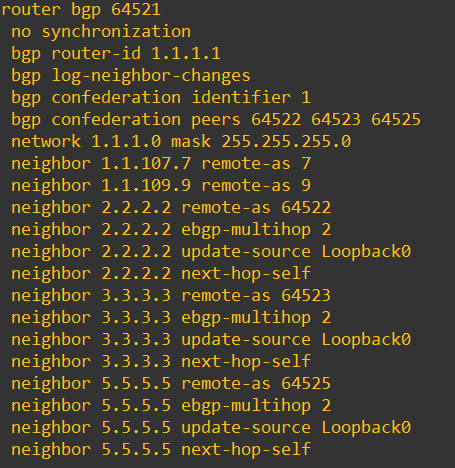 router bgp 64521
no synchronization
bgp router-id 1.1.1.1
bgp log-neighbor-changes
bgp confederation identifier 1
bgp confederation peers 64522 64523 64525
network 1.1.1.0 mask 255.255.255.0
neighbor 1.1.107.7 remote-as 7
neighbor 1.1.109.9 remote-as 9
neighbor 2.2.2.2 remote-as 64522
neighbor 2.2.2.2 ebgp-multihop 2
neighbor 2.2.2.2 update-source Loopback0
neighbor 2.2.2.2 next-hop-self
neighbor 3.3.3.3 remote-as 64523
neighbor 3.3.3.3 ebgp-multihop 2
neighbor 3.3.3.3 update-source Loopback0
neighbor 3.3.3.3 next-hop-self
neighbor 5.5.5.5 remote-as 64525
neighbor 5.5.5.5 ebgp-multihop 2
neighbor 5.5.5.5 update-source Loopback0
neighbor 5.5.5.5 next-hop-self